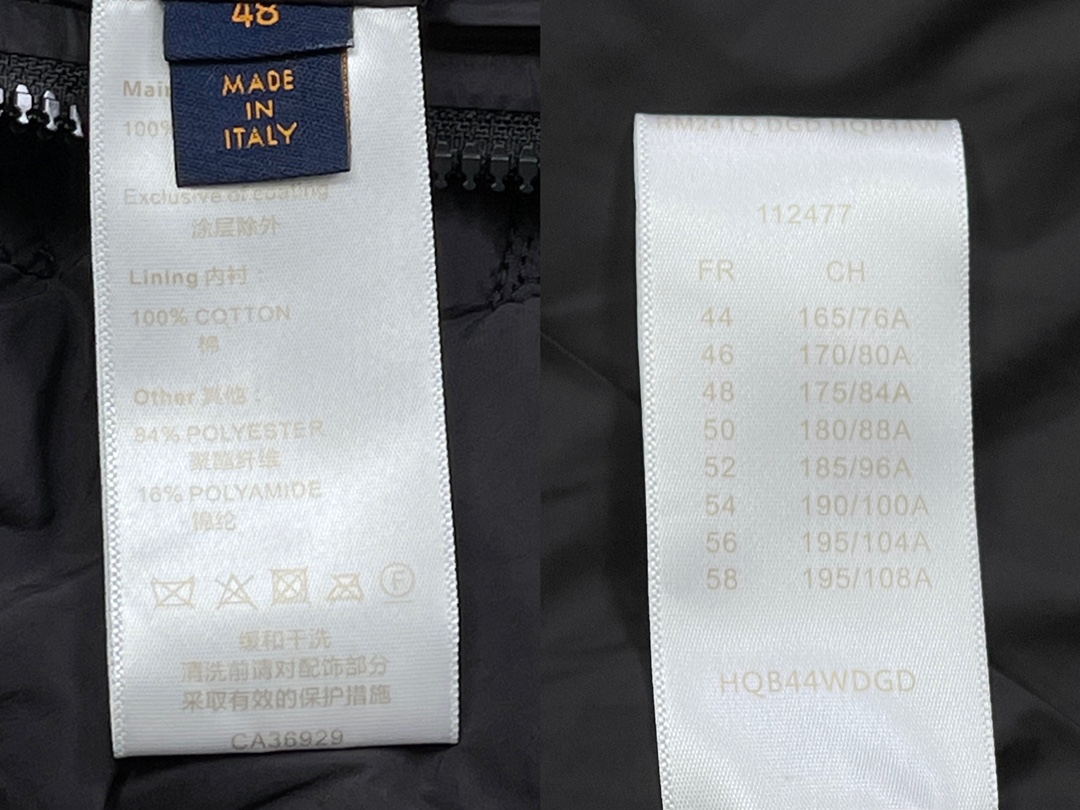 48
MADE
IN
ITALY
Main
100%
Exclusive of coating
涂层除外
Lining 内衬：
100% COTTON
棉
Other 其他：
84% POLYESTER
聚酯纤维
16% POLYAMIDE
锦纶
F
缓和干洗
清洗前请对配饰部分
采取有效的保护措施
CA36929
RM241Q DGD HQB44W
112477
FR CH
44 165/76A
46 170/80A
48 175/84A
50 180/88A
52 185/96A
54 190/100A
56 195/104A
58 195/108A
HQB44WDGD